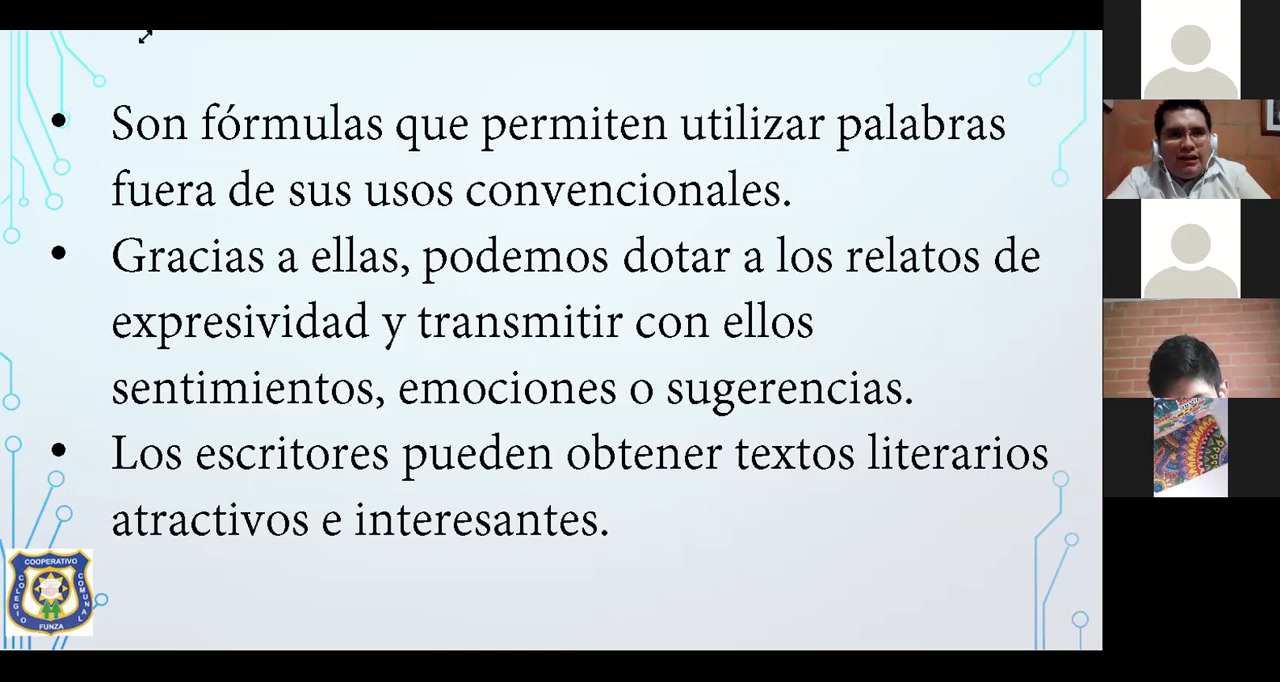 • Son fórmulas que permiten utilizar palabras
fuera de sus usos convencionales.
• Gracias a ellas, podemos dotar a los relatos de
expresividad y transmitir con ellos
sentimientos, emociones o sugerencias.
• Los escritores pueden obtener textos literarios
atractivos e interesantes.
COOPERATIVO
COLEGIO
COMUNAL
FUNZA